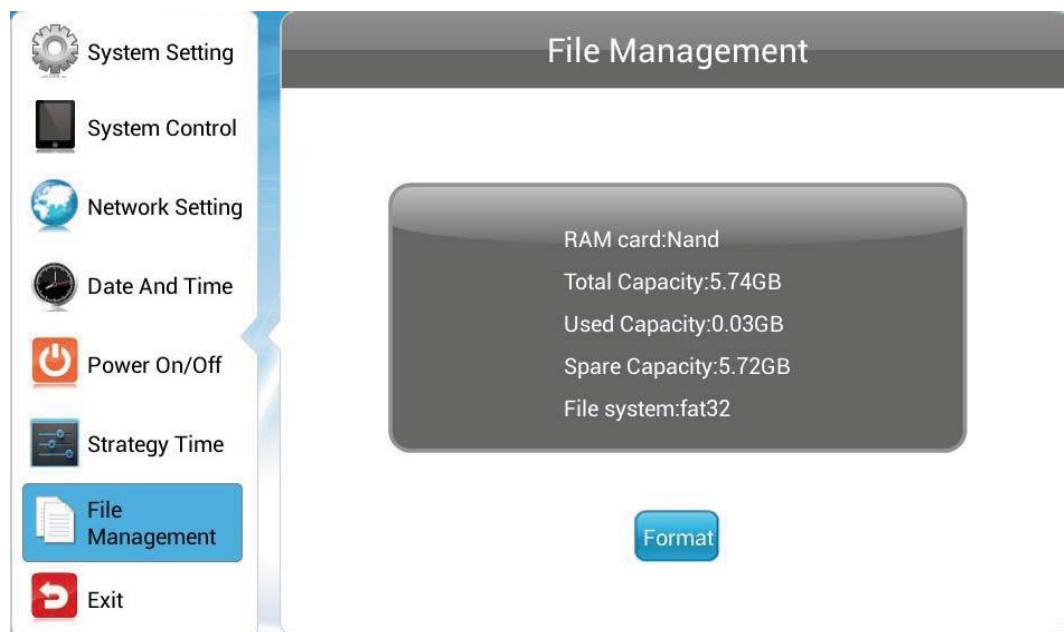 System Setting
System Control
Network Setting
Date And Time
Power On/Off
Strategy Time
File
Management
Exit
File Management
RAM card:Nand
Total Capacity:5.74GB
Used Capacity:0.03GB
Spare Capacity:5.72GB
File system:fat32
Format